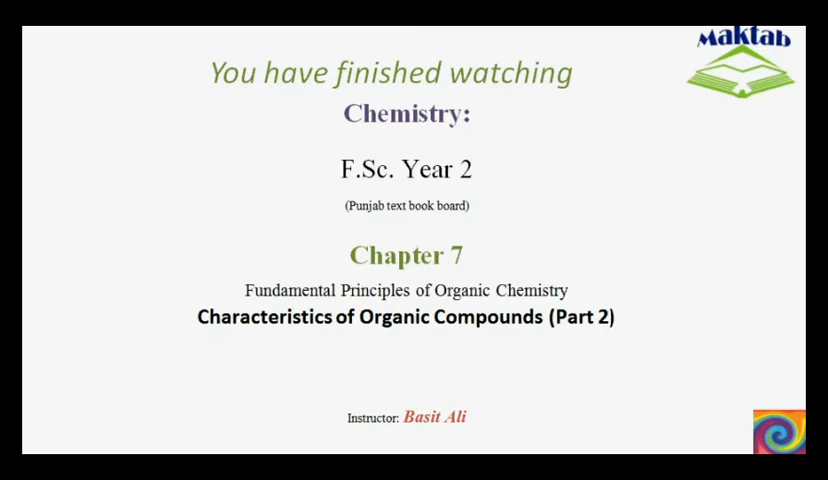 Maktab
You have finished watching
Chemistry:
F.Sc. Year 2
(Punjab text book board)
Chapter 7
Fundamental Principles of Organic Chemistry
Characteristics of Organic Compounds (Part 2)
Instructor: Basit Ali